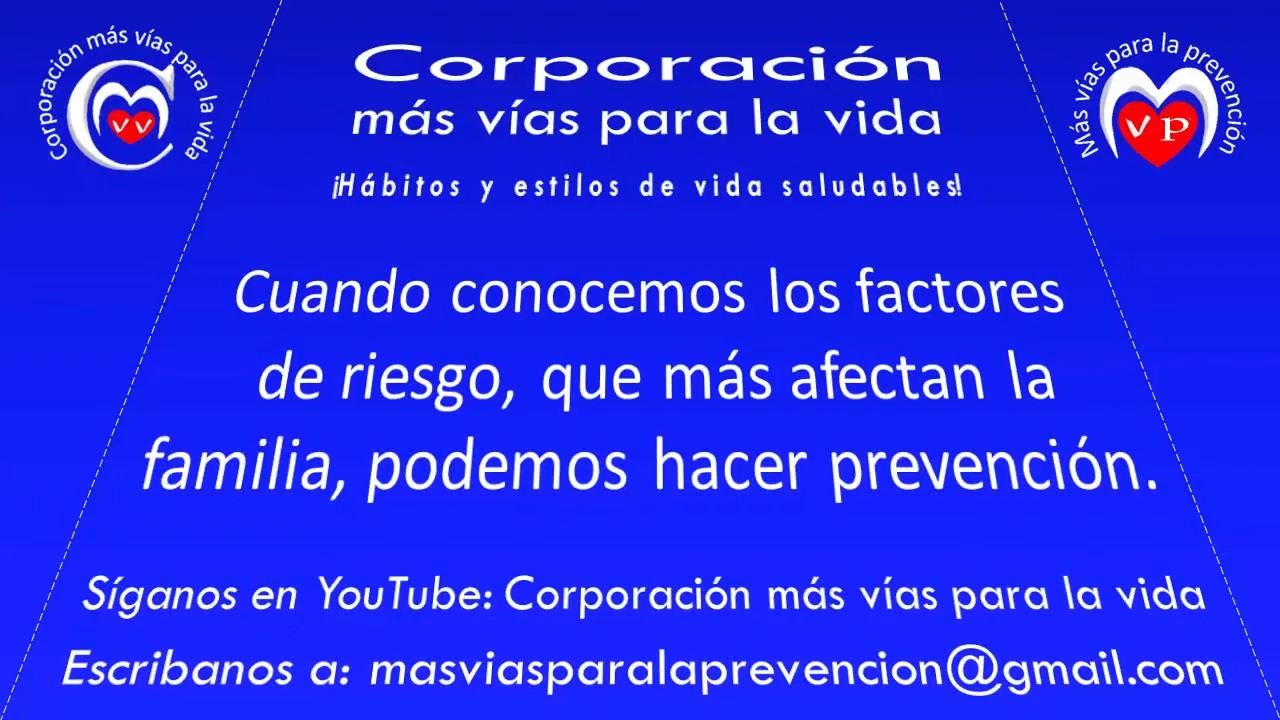 Corporación más vías para la vida
VV
Corporación
más vías para la vida
¡Hábitos y estilos de vida saludables!
Más vías para la prevención
VP
Cuando conocemos los factores
de riesgo, que más afectan la
familia, podemos hacer prevención.
Síganos en YouTube: Corporación más vías para la vida
Escribanos a: masviasparalaprevencion@gmail.com